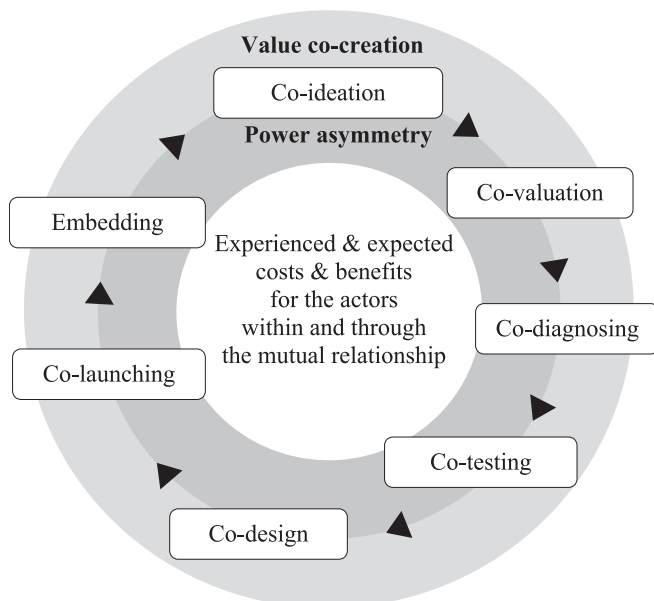 Value co-creation
Co-ideation
Power asymmetry
Co-valuation
Co-diagnosing
Co-testing
Co-design
Co-launching
Embedding
Experienced & expected
costs & benefits
for the actors
within and through
the mutual relationship